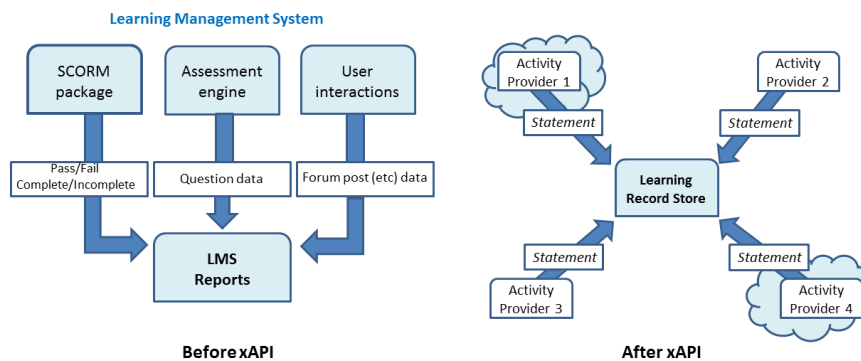 Learning Management System
SCORM
package
Assessment
engine
User
interactions
Pass/Fail
Complete/Incomplete
Question data
Forum post (etc) data
LMS
Reports
Before xAPI
Activity
Provider 1
Activity
Provider 2
Statement
Statement
Learning
Record Store
Statement
Statement
Activity
Provider 3
Activity
Provider 4
After xAPI